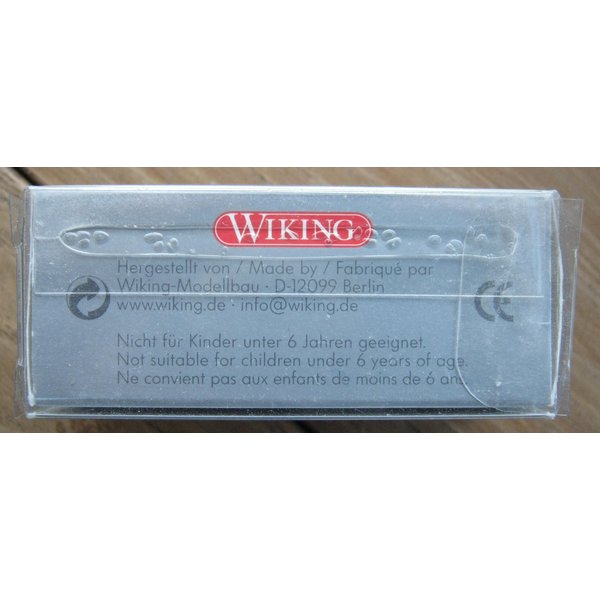 WIKING
Hergestellt von / Made by / Fabriqué par
Wiking-Modellbau · D-12099 Berlin
www.wiking.de · info@wiking.de
CE
Nicht für Kinder unter 6 Jahren geeignet.
Not suitable for children under 6 years of age.
Ne convient pas aux enfants de moins de 6 ans.